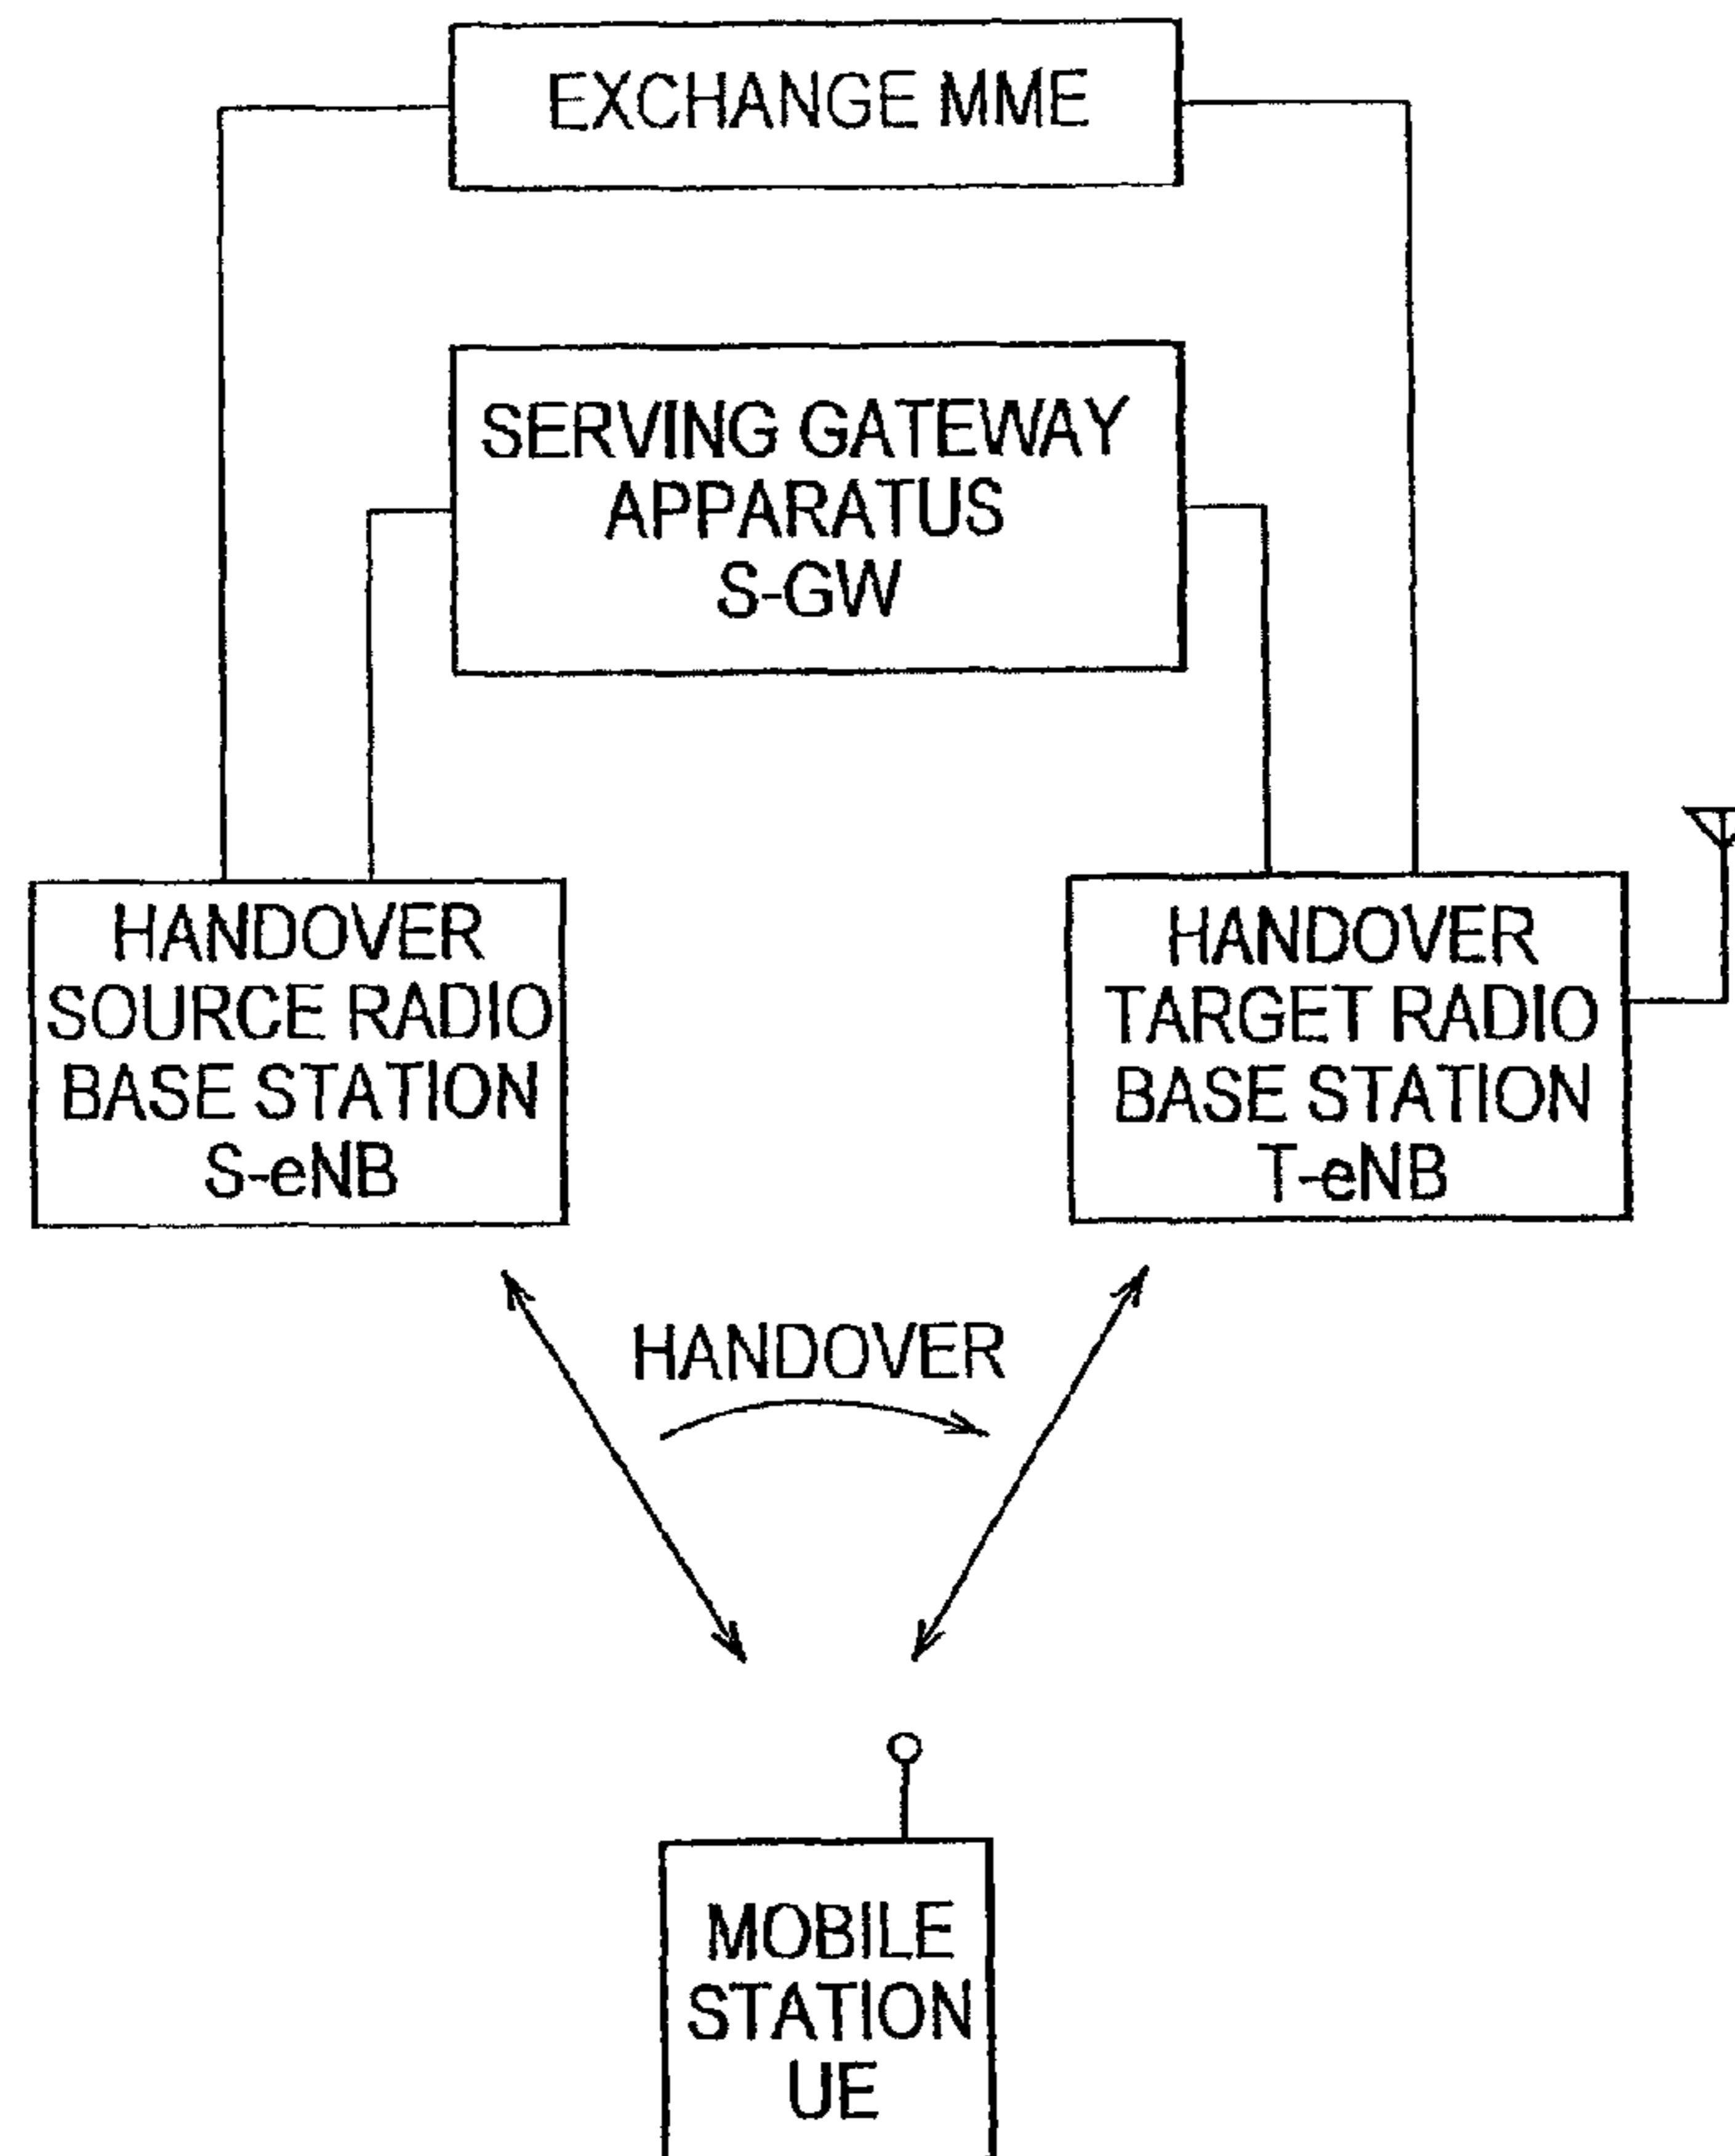 EXCHANGE MME
SERVING GATEWAY
APPARATUS
S-GW
HANDOVER
SOURCE RADIO
BASE STATION
S-eNB
HANDOVER
TARGET RADIO
BASE STATION
T-eNB
HANDOVER
MOBILE
STATION
UE